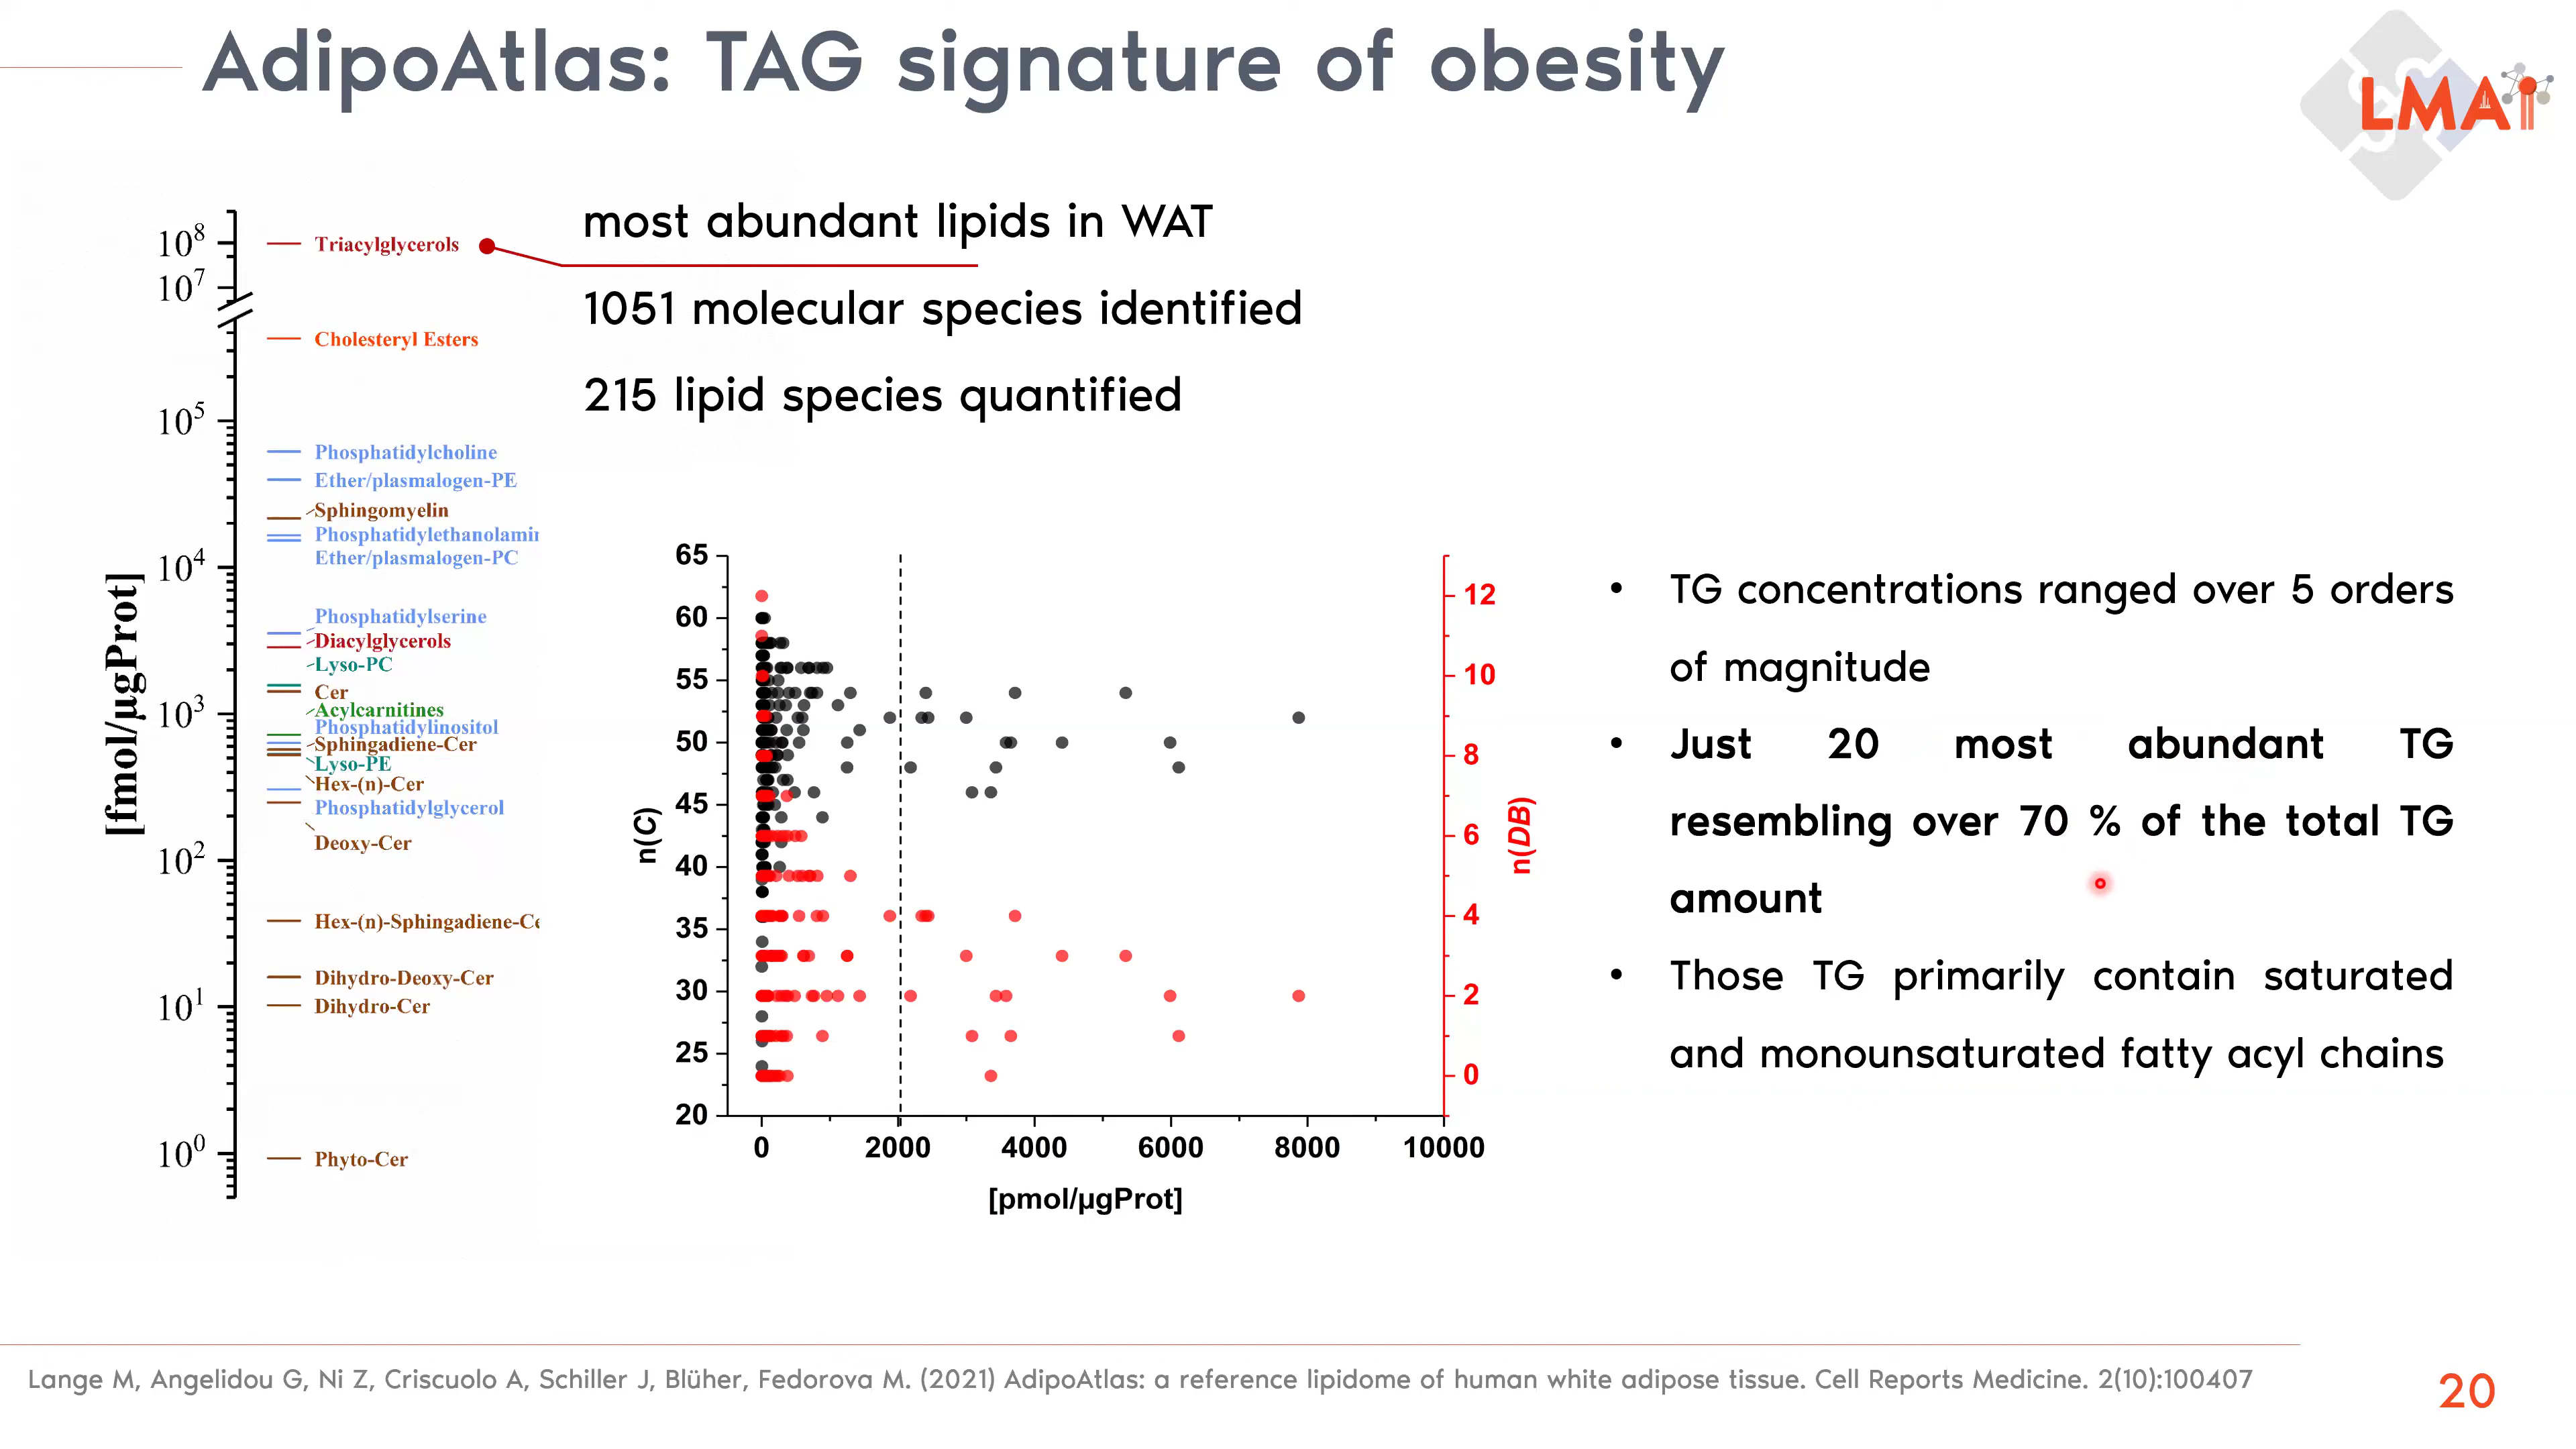 AdipoAtlas: TAG signature of obesity
LMAI
most abundant lipids in WAT
1051 molecular species identified
215 lipid species quantified
[fmol/µgProt]
10⁸
10⁷
10⁵
10⁴
10³
10²
10¹
10⁰
Triacylglycerols
Cholesteryl Esters
Phosphatidylcholine
Ether/plasmalogen-PE
Sphingomyelin
Phosphatidylethanolamin
Ether/plasmalogen-PC
Phosphatidylserine
Diacylglycerols
Lyso-PC
Cer
Acylcarnitines
Phosphatidylinositol
Sphingadiene-Cer
Lyso-PE
Hex-(n)-Cer
Phosphatidylglycerol
Deoxy-Cer
Hex-(n)-Sphingadiene-Ce
Dihydro-Deoxy-Cer
Dihydro-Cer
Phyto-Cer
n(C)
65
60
55
50
45
40
35
30
25
20
0 2000 4000 6000 8000 10000
[pmol/µgProt]
12
10
8
6
4
2
0
n(DB)
• TG concentrations ranged over 5 orders
of magnitude
• Just 20 most abundant TG
resembling over 70 % of the total TG
amount
• Those TG primarily contain saturated
and monounsaturated fatty acyl chains
Lange M, Angelidou G, Ni Z, Criscuolo A, Schiller J, Blüher, Fedorova M. (2021) AdipoAtlas: a reference lipidome of human white adipose tissue. Cell Reports Medicine. 2(10):100407
20